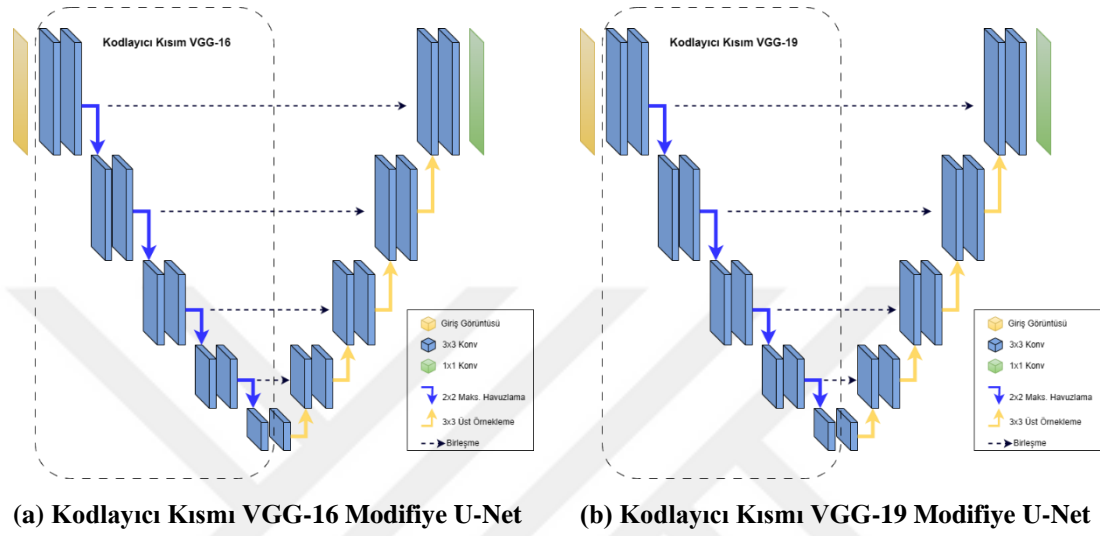 Kodlayıcı Kısım VGG-16
Giriş Görüntüsü
3x3 Konv
1x1 Konv
2x2 Maks. Havuzlama
3x3 Üst Örnekleme
Birleşme
(a) Kodlayıcı Kısmı VGG-16 Modifiye U-Net
Kodlayıcı Kısım VGG-19
Giriş Görüntüsü
3x3 Konv
1x1 Konv
2x2 Maks. Havuzlama
3x3 Üst Örnekleme
Birleşme
(b) Kodlayıcı Kısmı VGG-19 Modifiye U-Net